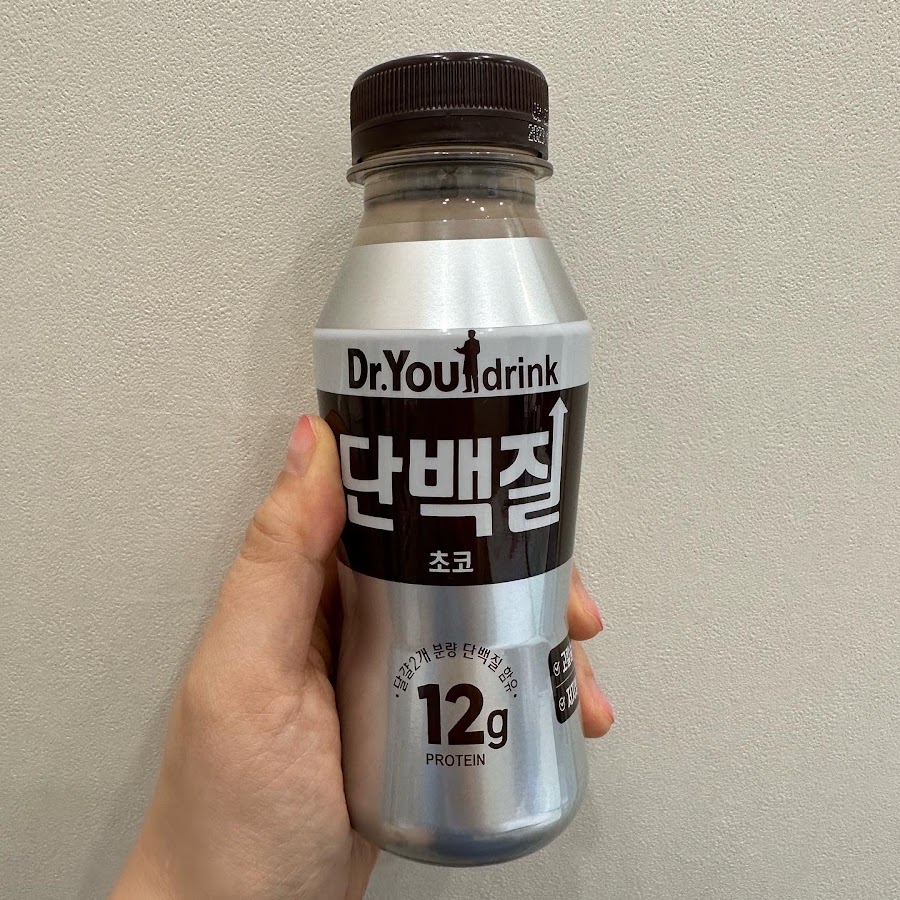 2023
Dr.You drink
단백질
초코
달걀2개 분량 단백질 함유
12g
PROTEIN